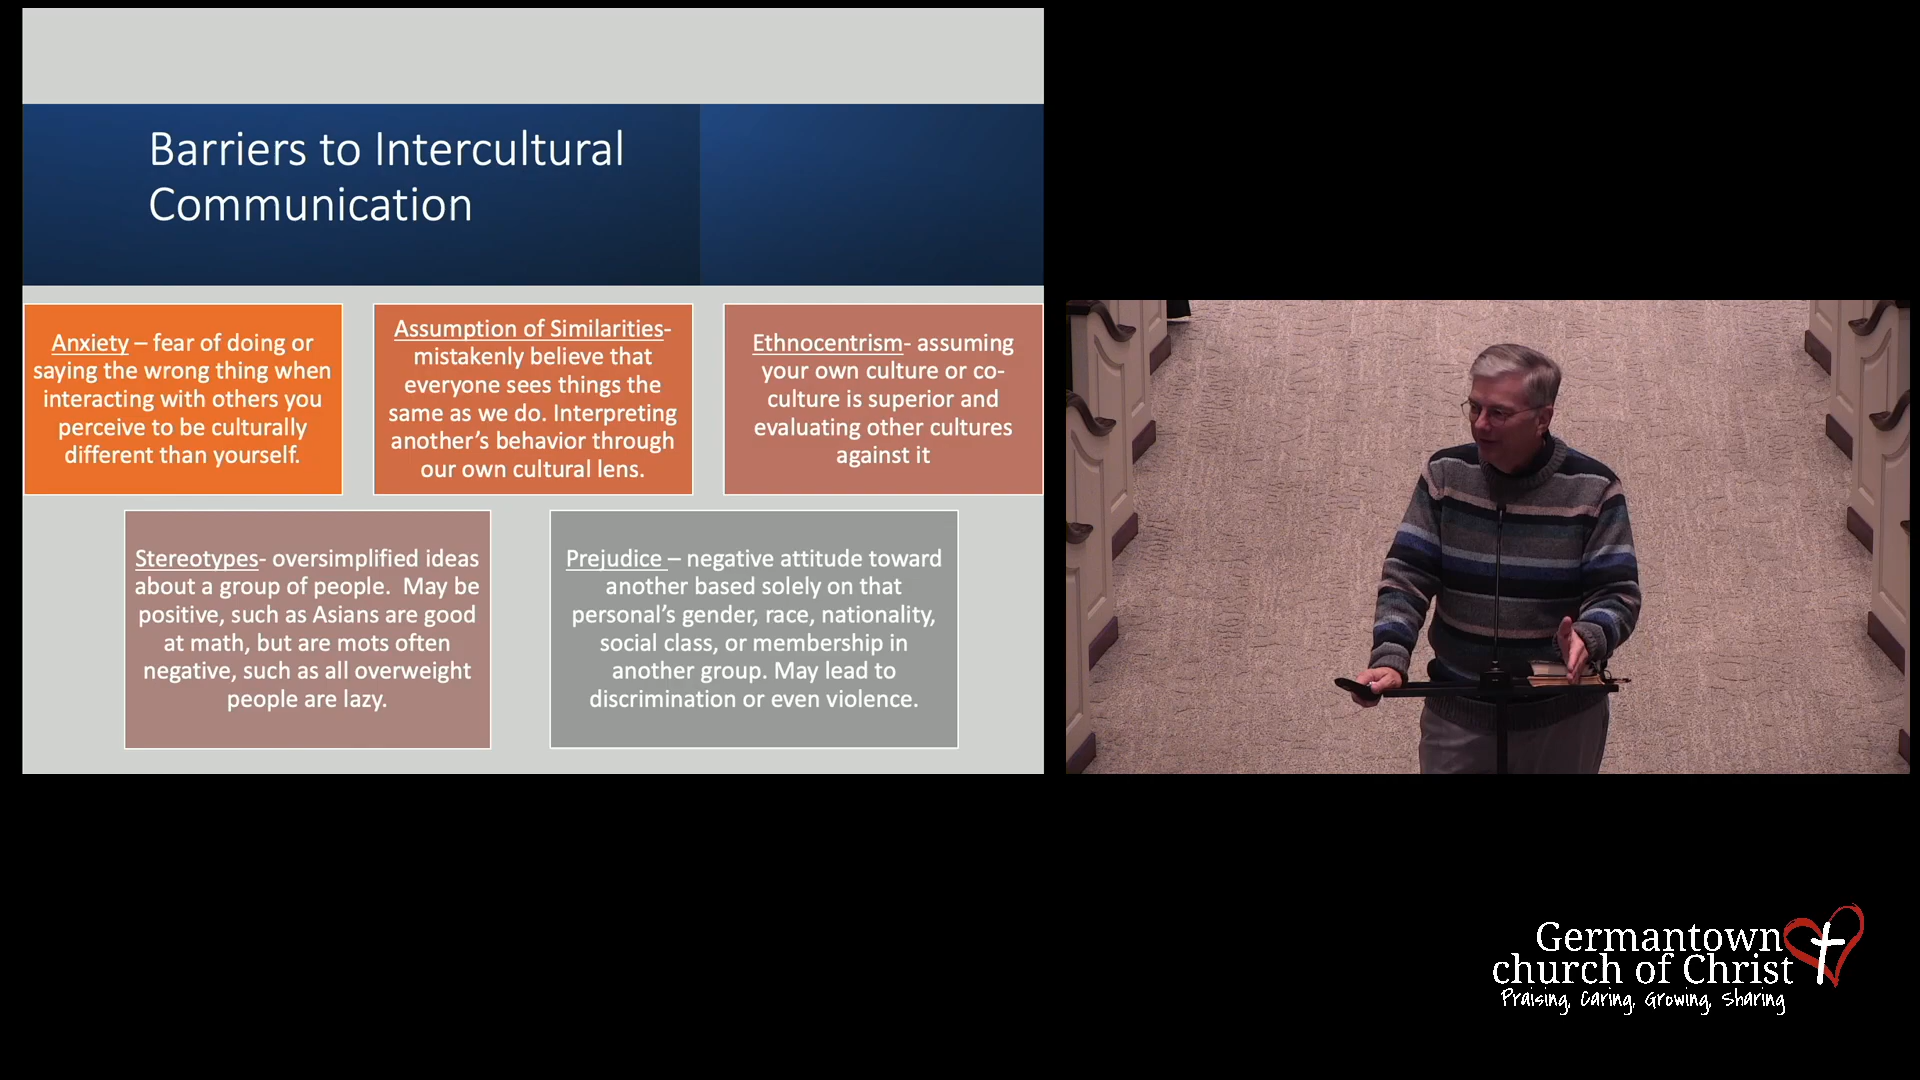 Barriers to Intercultural
Communication
Anxiety – fear of doing or
saying the wrong thing when
interacting with others you
perceive to be culturally
different than yourself.
Assumption of Similarities-
mistakenly believe that
everyone sees things the
same as we do. Interpreting
another’s behavior through
our own cultural lens.
Ethnocentrism- assuming
your own culture or co-
culture is superior and
evaluating other cultures
against it
Stereotypes- oversimplified ideas
about a group of people.  May be
positive, such as Asians are good
at math, but are mots often
negative, such as all overweight
people are lazy.
Prejudice – negative attitude toward
another based solely on that
personal’s gender, race, nationality,
social class, or membership in
another group. May lead to
discrimination or even violence.
Germantown
church of Christ
Praising, Caring, Growing, Sharing